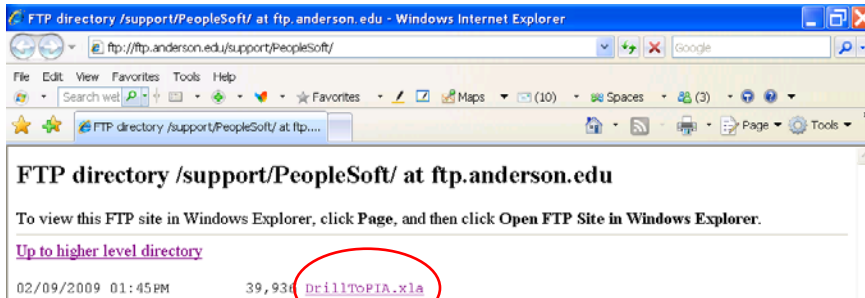 FTP directory /support/PeopleSoft/ at ftp.anderson.edu - Windows Internet Explorer
ftp://ftp.anderson.edu/support/PeopleSoft/ Google
File Edit View Favorites Tools Help
Search wel Favorites Maps (10) Spaces (3)
FTP directory /support/PeopleSoft/ at ftp.... Page Tools
FTP directory /support/PeopleSoft/ at ftp.anderson.edu
To view this FTP site in Windows Explorer, click Page, and then click Open FTP Site in Windows Explorer.
Up to higher level directory
02/09/2009 01:45PM 39,936 DrillToPIA.xla